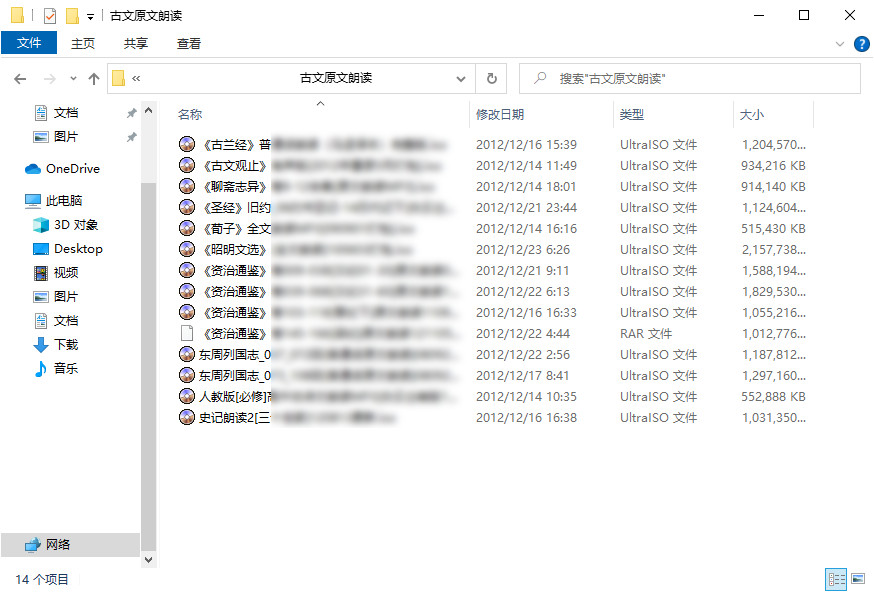 古文原文朗读
文件 主页 共享 查看
古文原文朗读 搜索"古文原文朗读"
文档
图片
OneDrive
此电脑
3D 对象
Desktop
视频
图片
文档
下载
音乐
网络
名称 修改日期 类型 大小
《古兰经》普 2012/12/16 15:39 UltraISO 文件 1,204,570...
《古文观止》 2012/12/14 11:49 UltraISO 文件 934,216 KB
《聊斋志异》 2012/12/14 18:01 UltraISO 文件 914,140 KB
《圣经》旧约 2012/12/21 23:44 UltraISO 文件 1,124,604...
《荀子》全文 2012/12/14 16:16 UltraISO 文件 515,430 KB
《昭明文选》 2012/12/23 6:26 UltraISO 文件 2,157,738...
《资治通鉴》 2012/12/21 9:11 UltraISO 文件 1,588,194...
《资治通鉴》 2012/12/22 6:13 UltraISO 文件 1,829,530...
《资治通鉴》 2012/12/16 16:33 UltraISO 文件 1,055,216...
《资治通鉴》 2012/12/22 4:44 RAR 文件 1,012,776...
东周列国志_0 2012/12/22 2:56 UltraISO 文件 1,187,812...
东周列国志_0 2012/12/17 8:41 UltraISO 文件 1,297,160...
人教版[必修] 2012/12/14 10:35 UltraISO 文件 552,888 KB
史记朗读2[三 2012/12/16 16:38 UltraISO 文件 1,031,350...
14 个项目